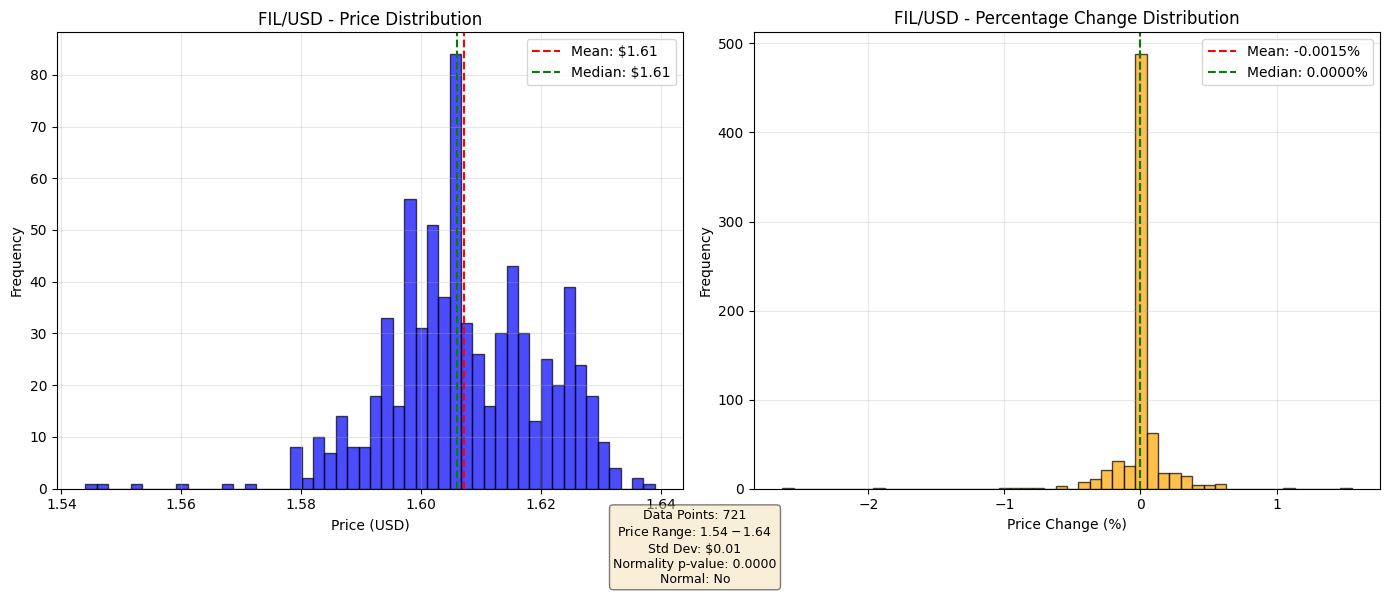 FIL/USD - Price Distribution
Frequency
80
70
60
50
40
30
20
10
0
1.54
1.56
1.58
1.60
1.62
1.64
Price (USD)
Mean: $1.61
Median: $1.61
FIL/USD - Percentage Change Distribution
Frequency
500
400
300
200
100
0
−2
−1
0
1
Price Change (%)
Mean: -0.0015%
Median: 0.0000%
Data Points: 721
Price Range: 1.54 − 1.64
Std Dev: $0.01
Normality p-value: 0.0000
Normal: No